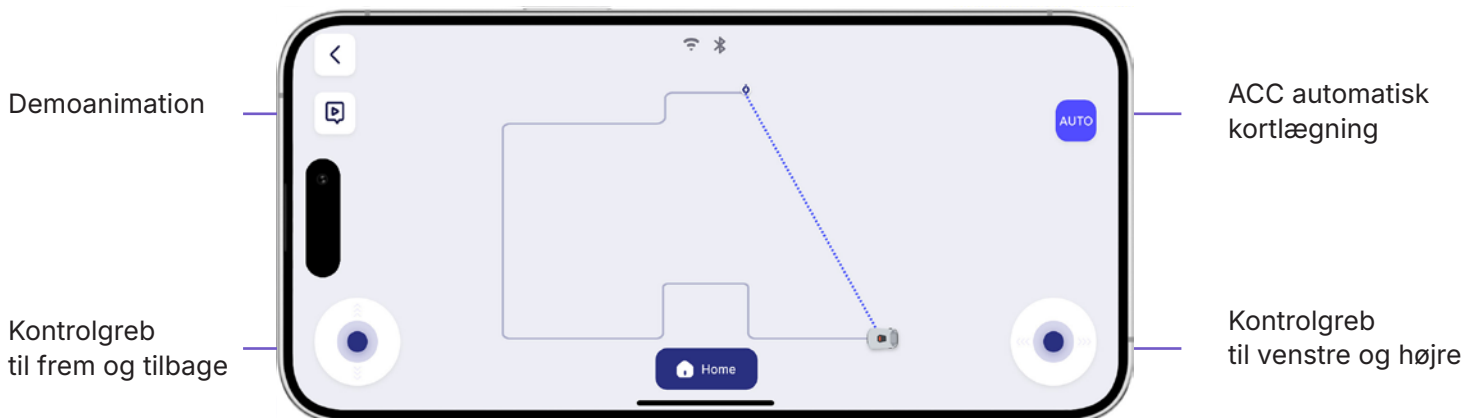 Demoanimation
AUTO
ACC automatisk
kortlægning
Kontrolgreb
til frem og tilbage
Home
Kontrolgreb
til venstre og højre